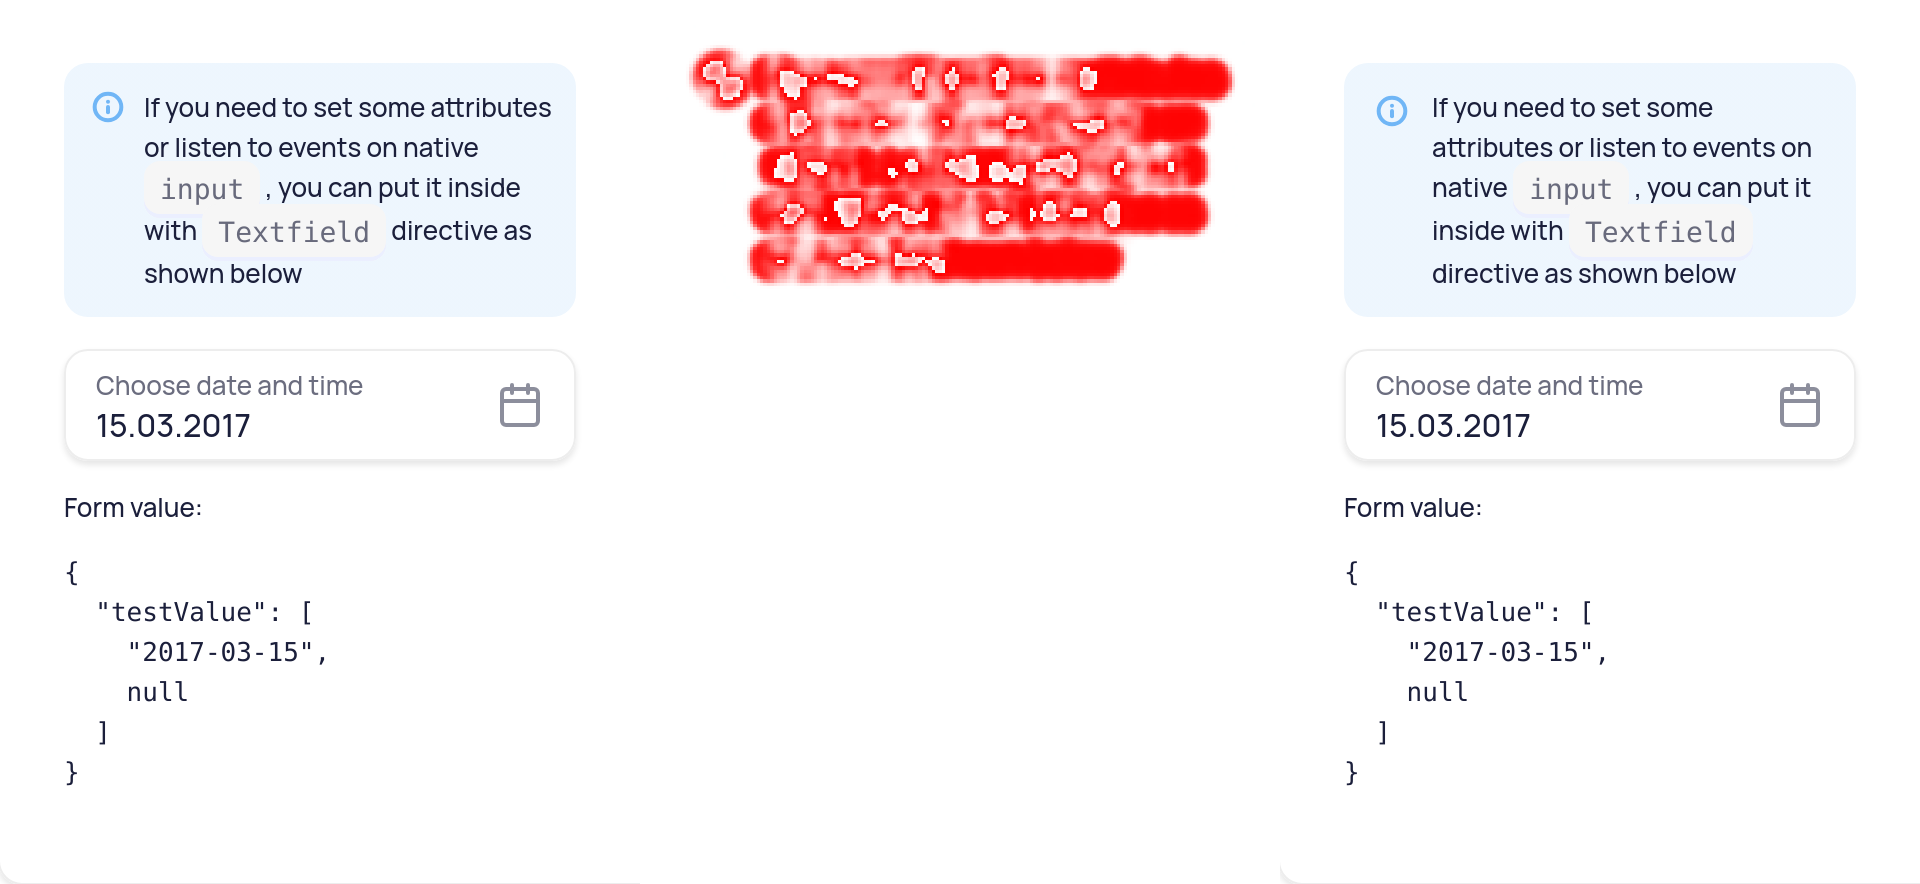 If you need to set some attributes
or listen to events on native
input , you can put it inside
with Textfield directive as
shown below
Choose date and time
15.03.2017
Form value:
{
  "testValue": [
    "2017-03-15",
    null
  ]
}
If you need to set some
attributes or listen to events on
native input , you can put it
inside with Textfield
directive as shown below
Choose date and time
15.03.2017
Form value:
{
  "testValue": [
    "2017-03-15",
    null
  ]
}